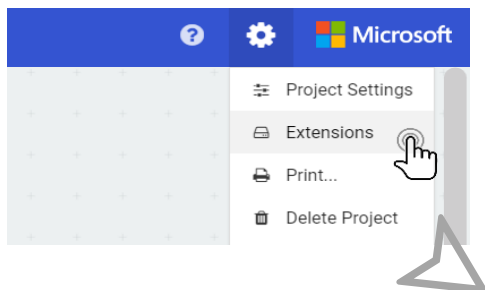 Microsoft
Project Settings
Extensions
Print...
Delete Project